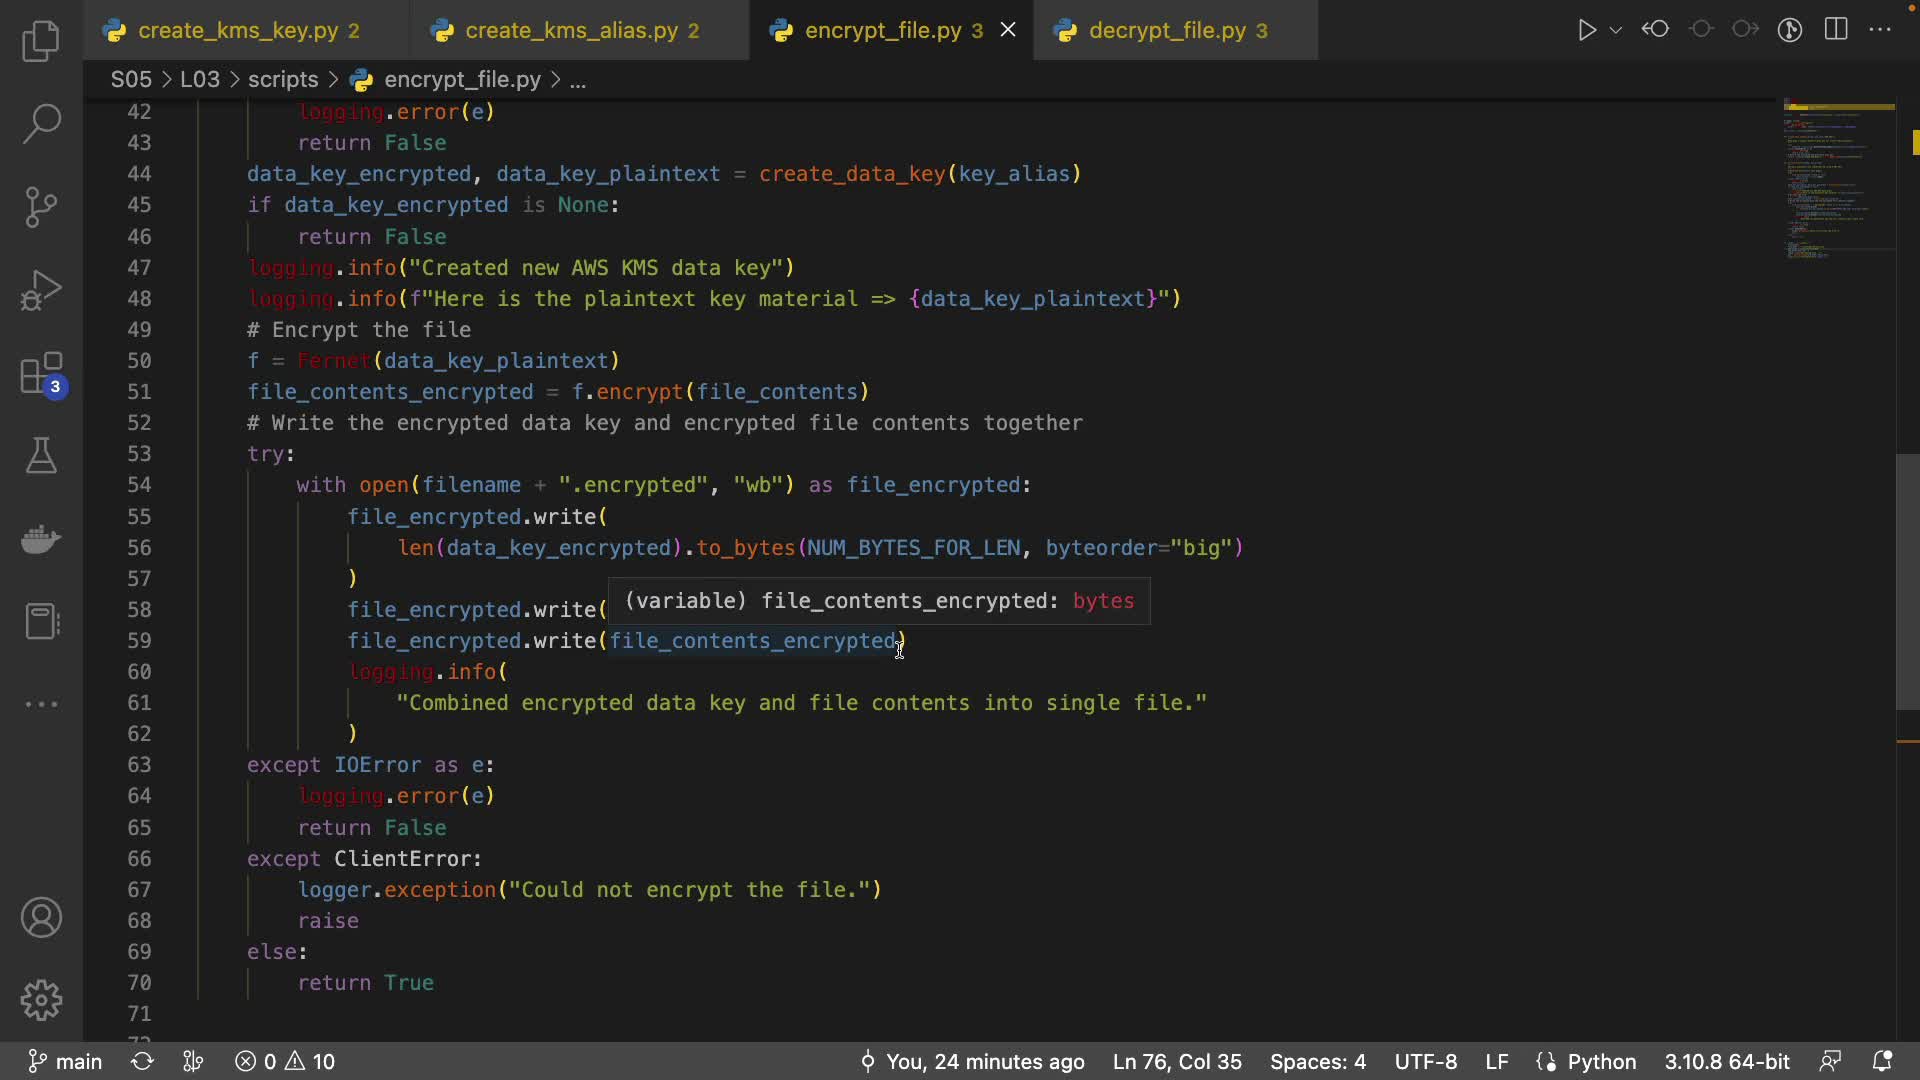 create_kms_key.py 2
create_kms_alias.py 2
encrypt_file.py 3
decrypt_file.py 3
S05 > L03 > scripts > encrypt_file.py > ...
42 logging.error(e)
43 return False
44 data_key_encrypted, data_key_plaintext = create_data_key(key_alias)
45 if data_key_encrypted is None:
46 return False
47 logging.info("Created new AWS KMS data key")
48 logging.info(f"Here is the plaintext key material => {data_key_plaintext}")
49 # Encrypt the file
50 f = Fernet(data_key_plaintext)
51 file_contents_encrypted = f.encrypt(file_contents)
52 # Write the encrypted data key and encrypted file contents together
53 try:
54 with open(filename + ".encrypted", "wb") as file_encrypted:
55 file_encrypted.write(
56 len(data_key_encrypted).to_bytes(NUM_BYTES_FOR_LEN, byteorder="big")
57 )
(variable) file_contents_encrypted: bytes
58 file_encrypted.write(
59 file_encrypted.write(file_contents_encrypted)
60 logging.info(
61 "Combined encrypted data key and file contents into single file."
62 )
63 except IOError as e:
64 logging.error(e)
65 return False
66 except ClientError:
67 logger.exception("Could not encrypt the file.")
68 raise
69 else:
70 return True
71
3
main 0 10 You, 24 minutes ago Ln 76, Col 35 Spaces: 4 UTF-8 LF Python 3.10.8 64-bit